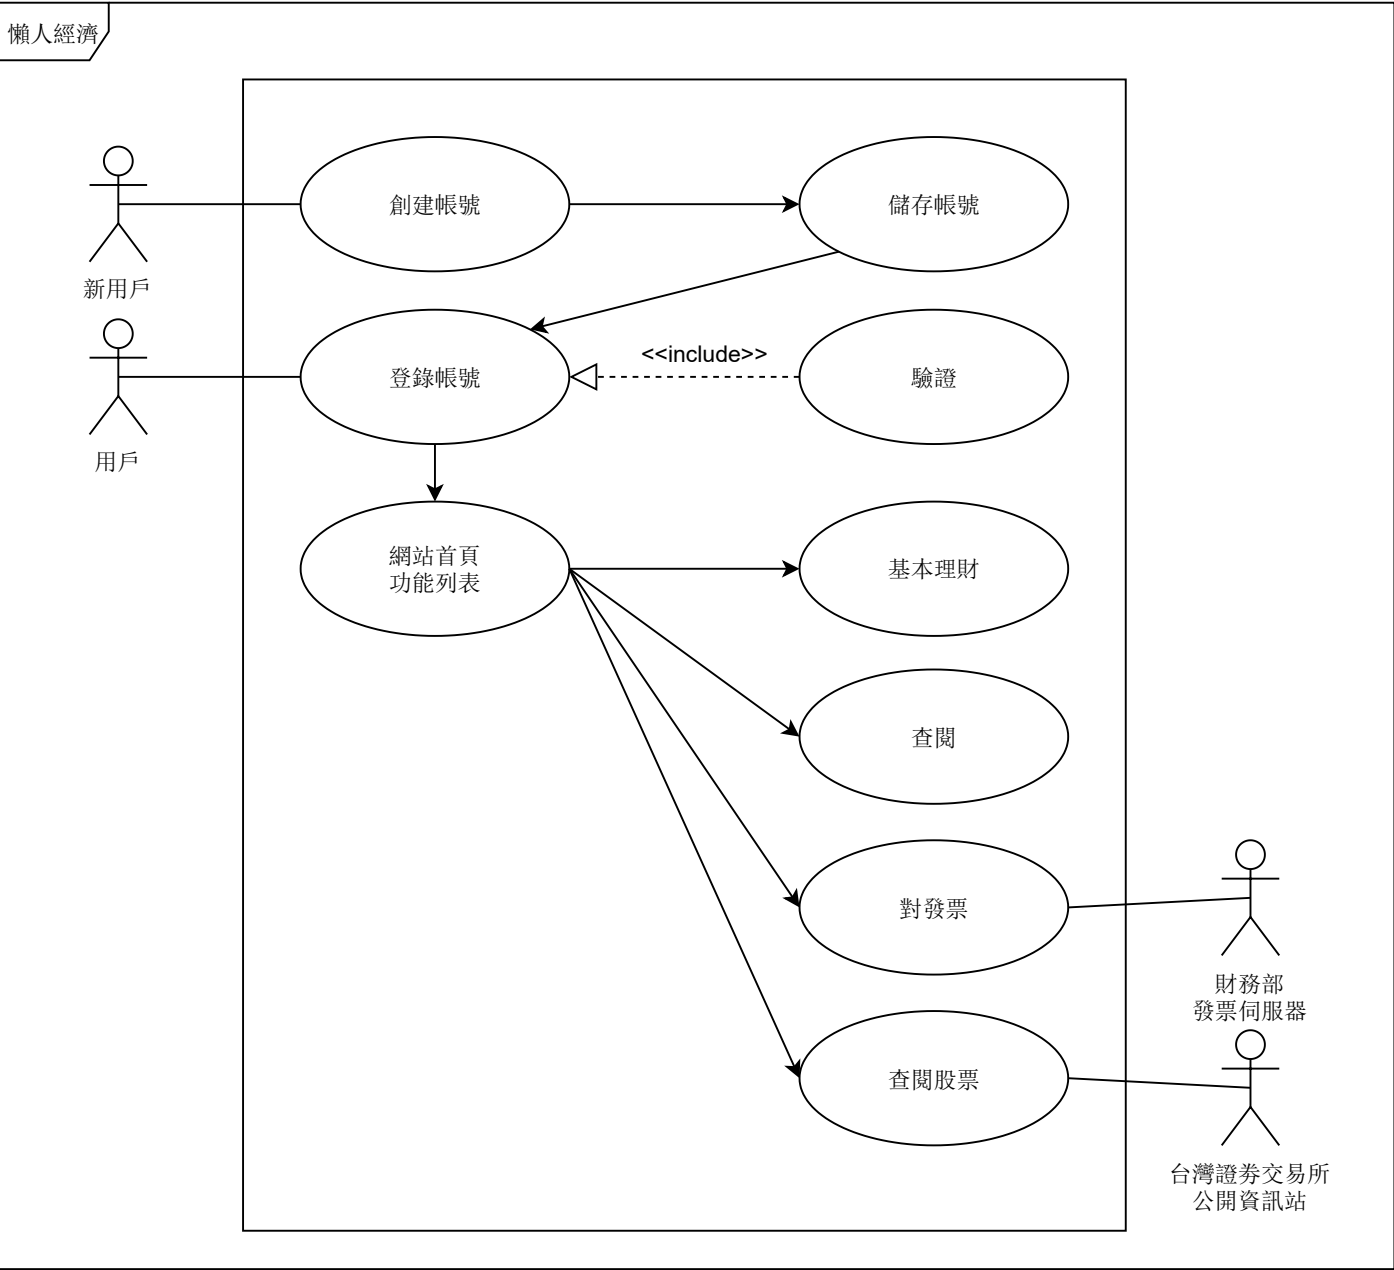 懶人經濟
創建帳號
儲存帳號
新用戶
登錄帳號
<<include>>
驗證
用戶
網站首頁
功能列表
基本理財
查閱
對發票
財務部
發票伺服器
查閱股票
台灣證券交易所
公開資訊站